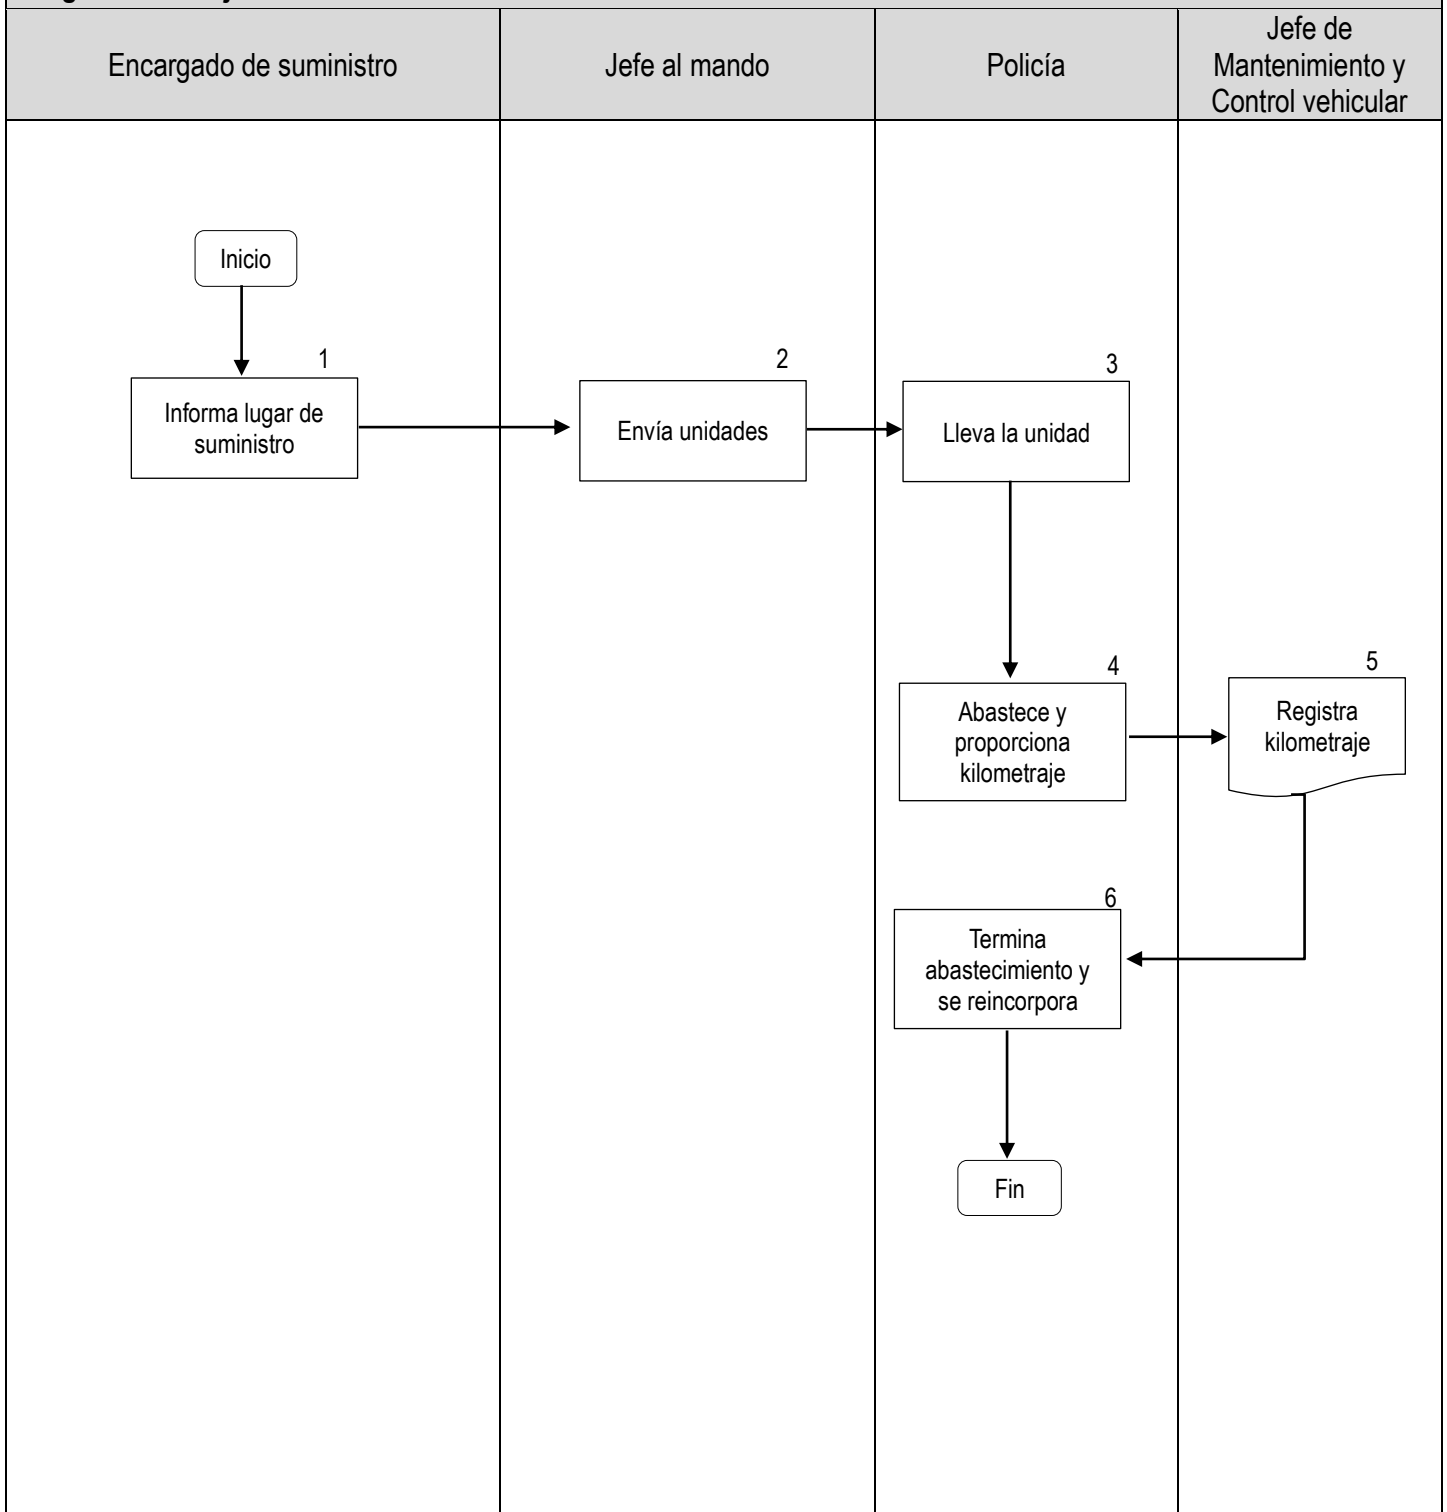 Encargado de suministro
Jefe al mando
Policía
Jefe de
Mantenimiento y
Control vehicular
Inicio
1
Informa lugar de
suministro
2
Envía unidades
3
Lleva la unidad
4
Abastece y
proporciona
kilometraje
5
Registra
kilometraje
6
Termina
abastecimiento y
se reincorpora
Fin